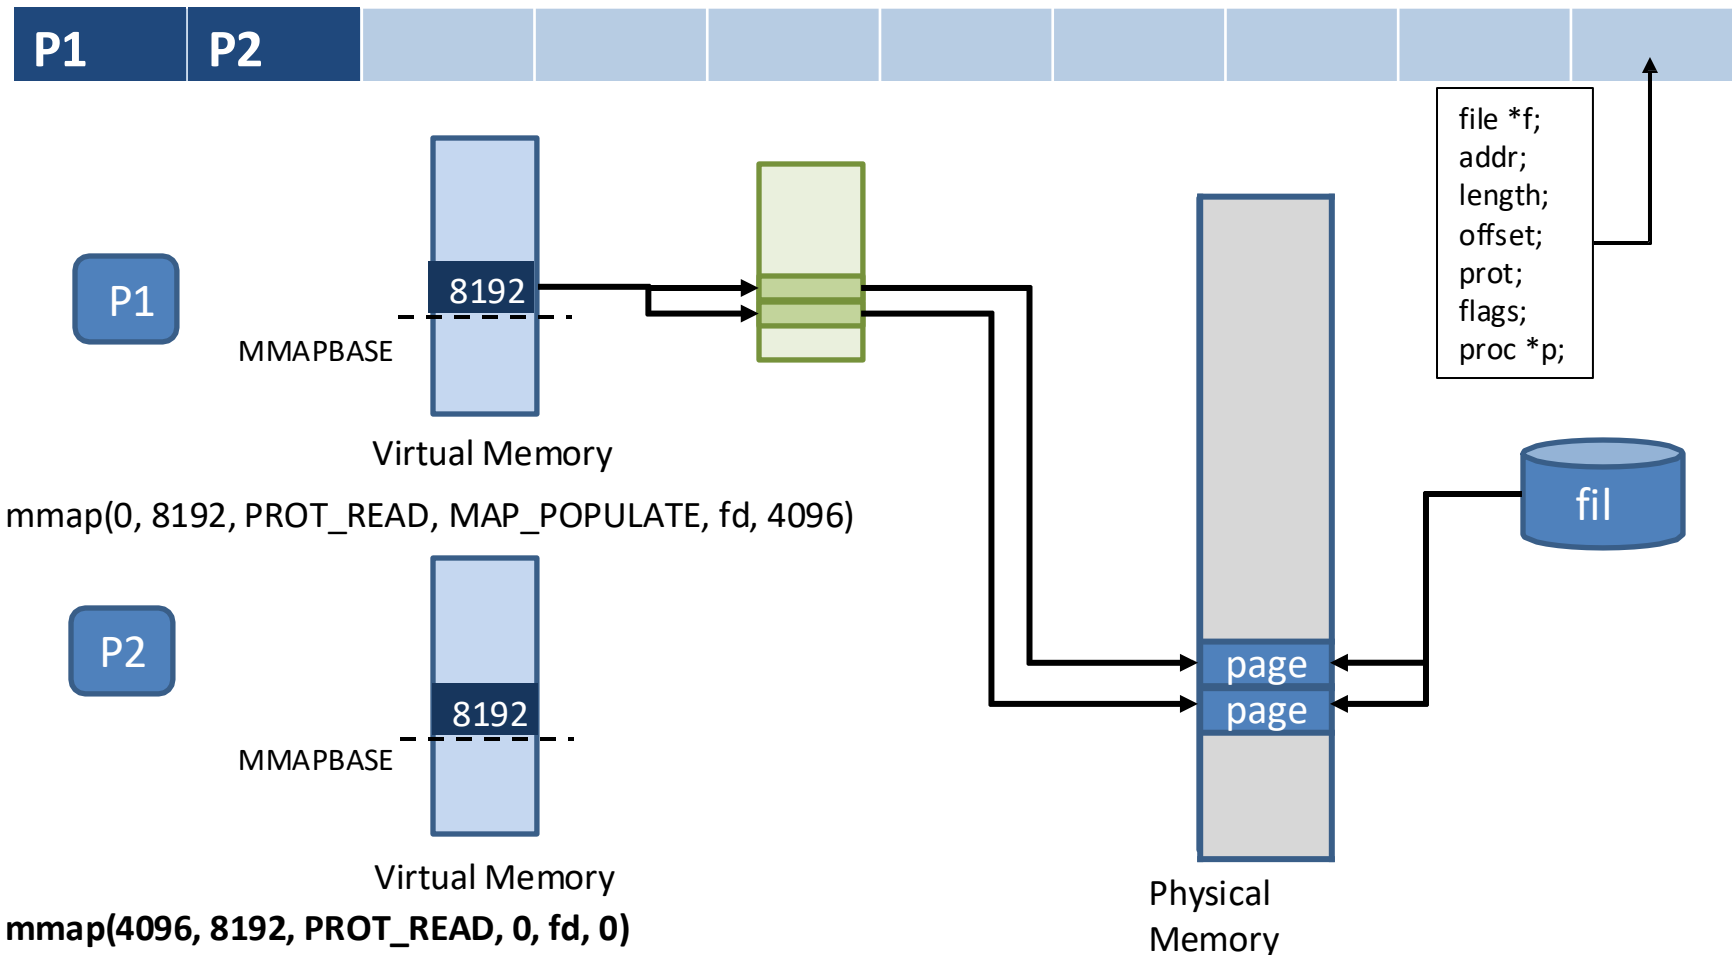 P1 P2
file *f;
addr;
length;
offset;
prot;
flags;
proc *p;
P1
8192
MMAPBASE
Virtual Memory
mmap(0, 8192, PROT_READ, MAP_POPULATE, fd, 4096)
fil
P2
page
page
8192
MMAPBASE
Virtual Memory
Physical
Memory
mmap(4096, 8192, PROT_READ, 0, fd, 0)